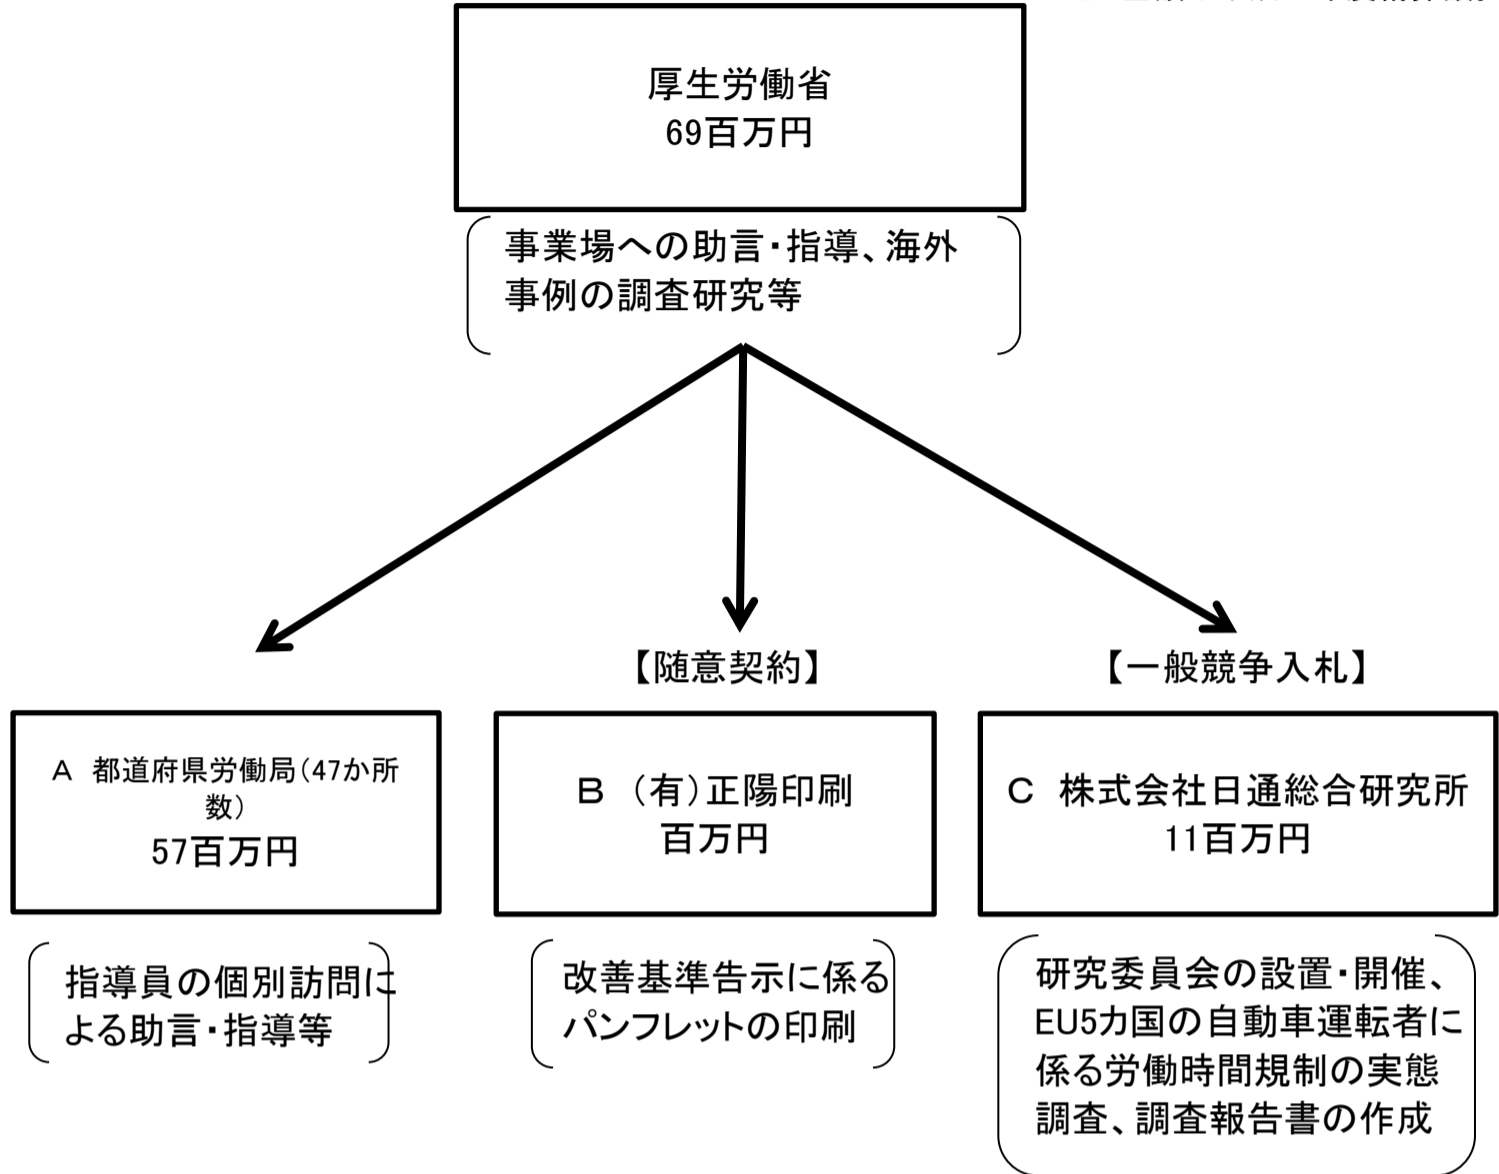 厚生労働省
69百万円
事業場への助言・指導、海外
事例の調査研究等
【随意契約】
【一般競争入札】
A 都道府県労働局(47か所
数)
57百万円
B (有)正陽印刷
百万円
C 株式会社日通総合研究所
11百万円
指導員の個別訪問に
よる助言・指導等
改善基準告示に係る
パンフレットの印刷
研究委員会の設置・開催、
EU5カ国の自動車運転者に
係る労働時間規制の実態
調査、調査報告書の作成